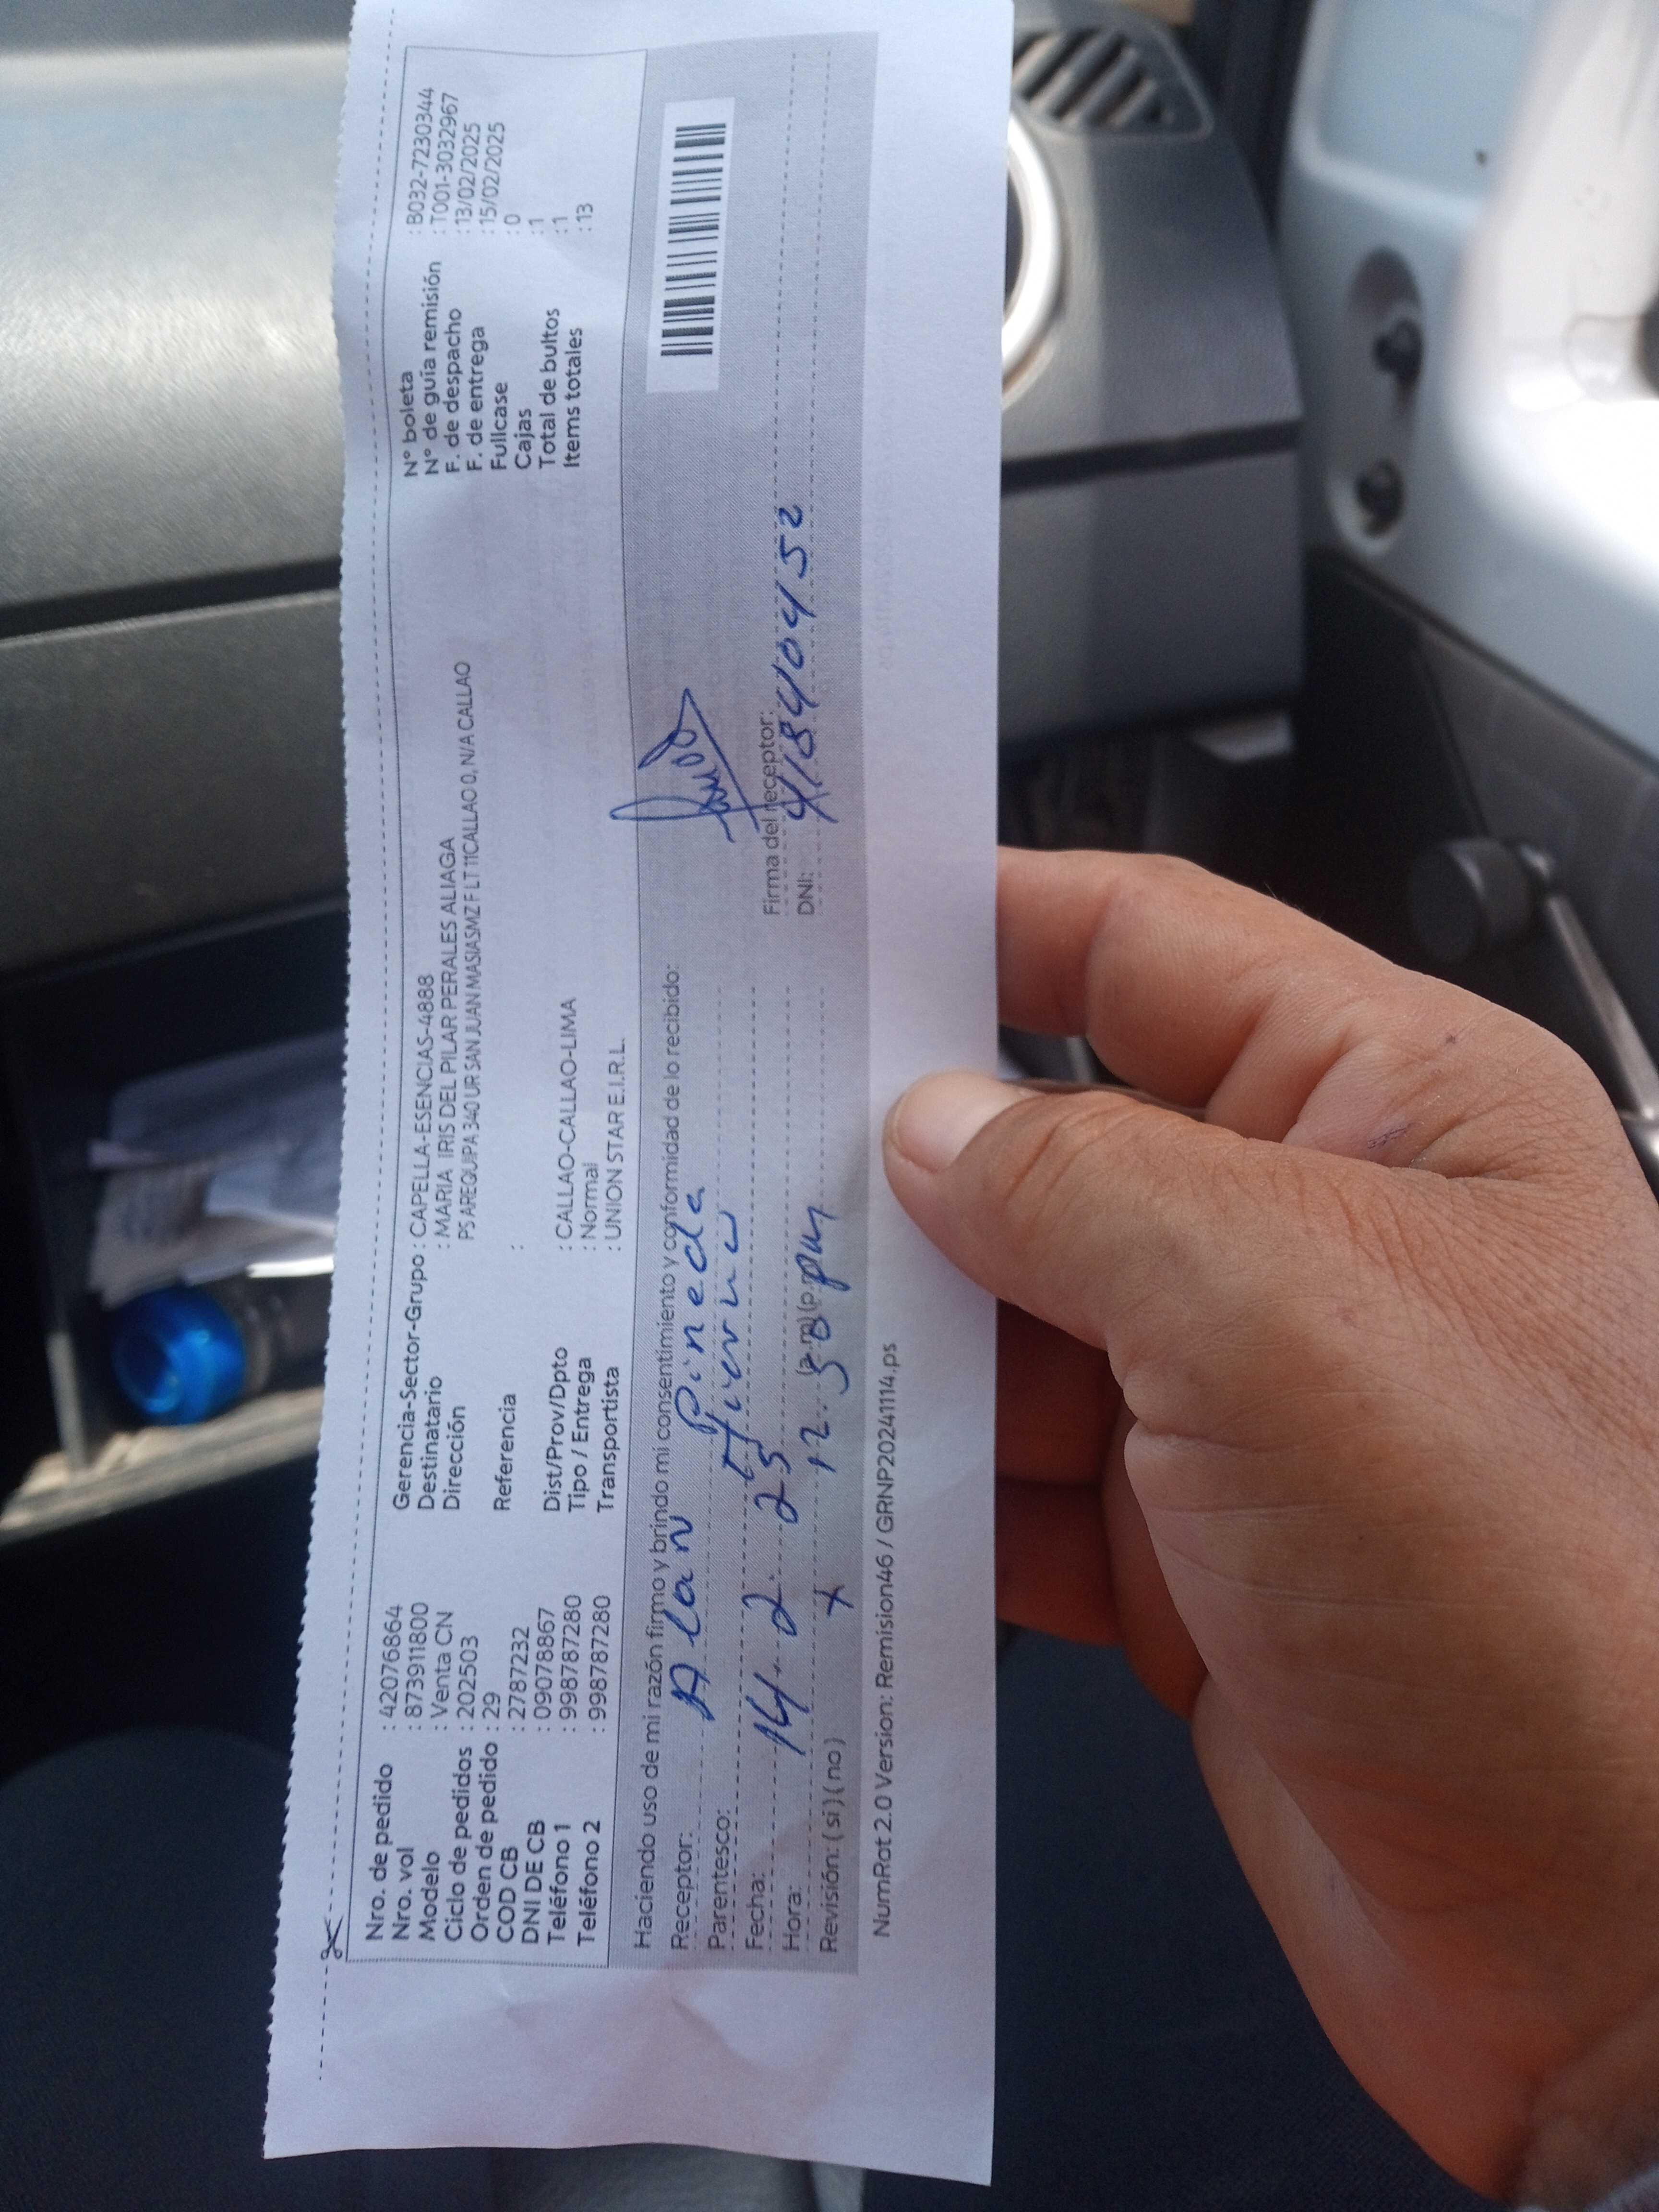 Nro. de pedido : 42076864
Nro. vol : 873911800
Modelo : Venta CN
Ciclo de pedidos : 202503
Orden de pedido : 29
COD CB : 2787232
DNI DE CB : 09078867
Teléfono 1 : 998787280
Teléfono 2 : 998787280
Gerencia-Sector-Grupo : CAPELLA-ESENCIAS-4888
Destinatario : MARIA IRIS DEL PILAR PERALES ALIAGA
Dirección PS AREQUIPA 340 UR SAN JUAN MASIASMZ F LT 11CALLAO 0, N/A CALLAO
Referencia :
Dist/Prov/Dpto : CALLAO-CALLAO-LIMA
Tipo / Entrega : Normal
Transportista : UNION STAR E.I.R.L.
N° boleta : B032-7230344
N° de guía remisión : T001-3032967
F. de despacho : 13/02/2025
F. de entrega : 15/02/2025
Fullcase : 0
Cajas : 1
Total de bultos : 1
Items totales : 13
Haciendo uso de mi razón firmo y brindo mi consentimiento y conformidad de lo recibido:
Receptor: Alan Pineda
Parentesco:
Fecha: 14. 2. 25
Hora: 12.30 pm (a.m) (p.
Revisión: (si) (no) x
Firma del receptor:
DNI: 41840452
NumRot 2.0 Version: Remision46 / GRNP20241114.ps